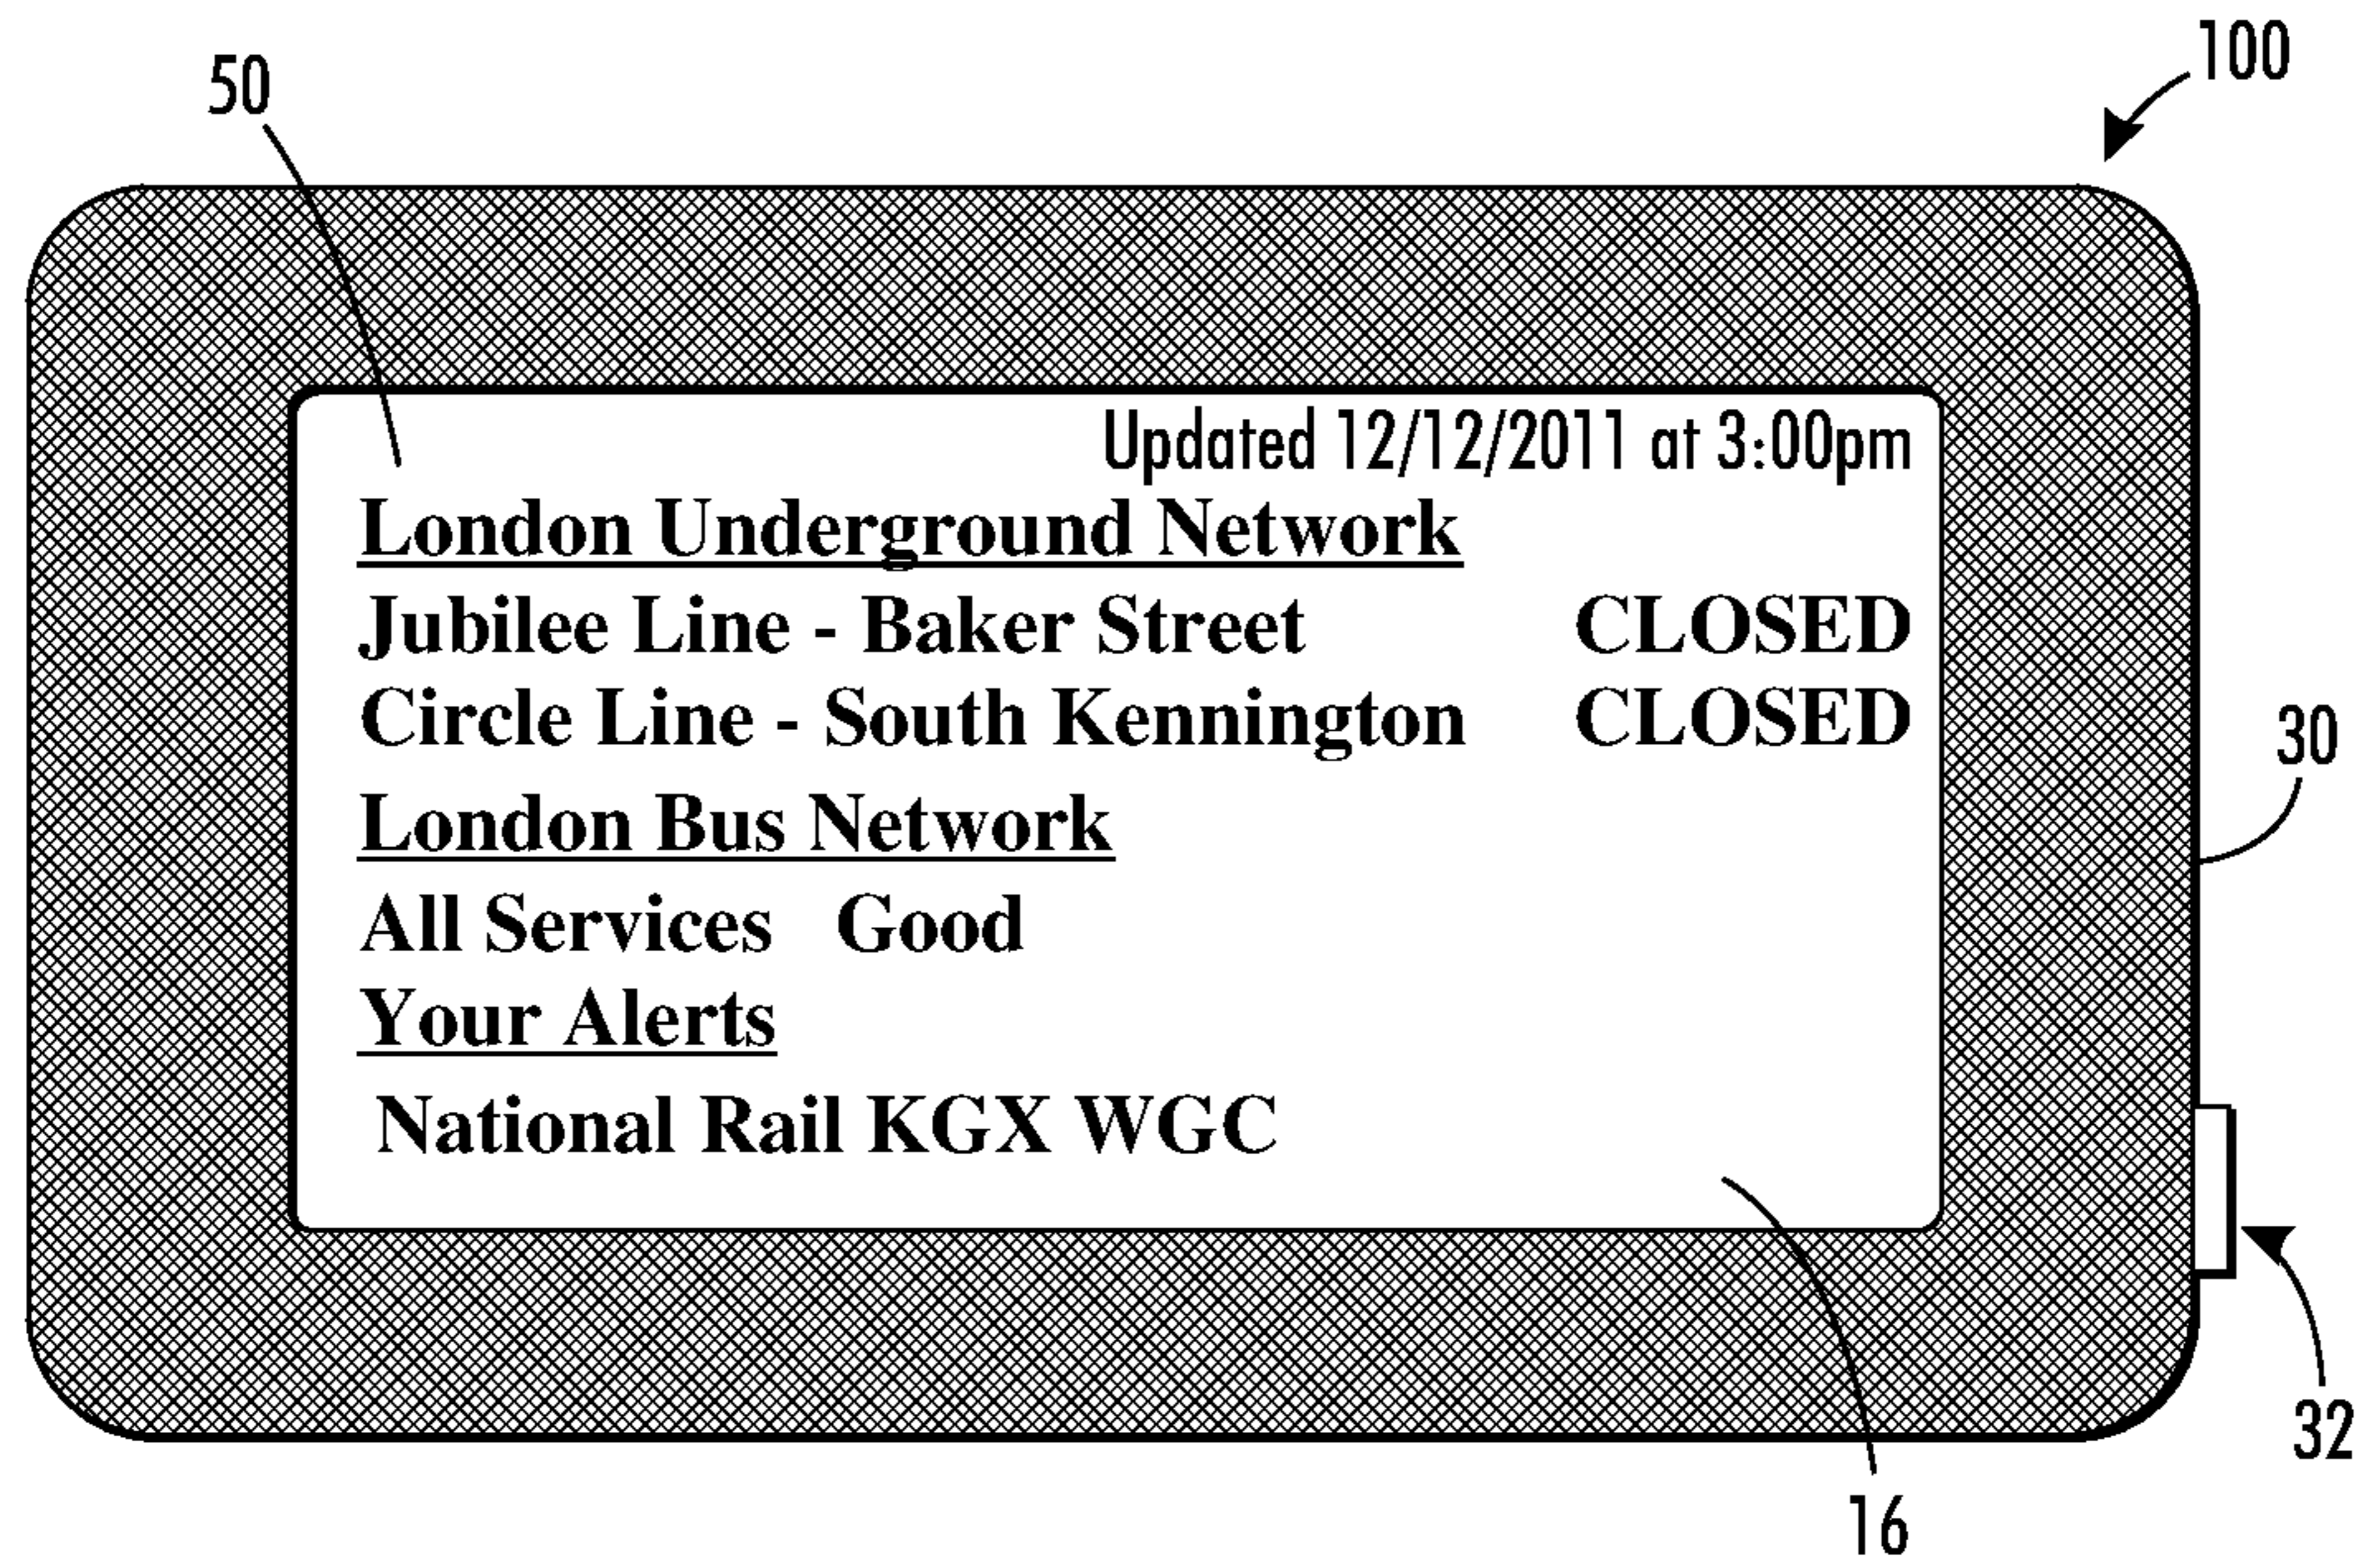 100
50
Updated 12/12/2011 at 3:00pm
London Underground Network
Jubilee Line - Baker Street CLOSED
Circle Line - South Kennington CLOSED
30
London Bus Network
All Services Good
Your Alerts
National Rail KGX WGC
32
16